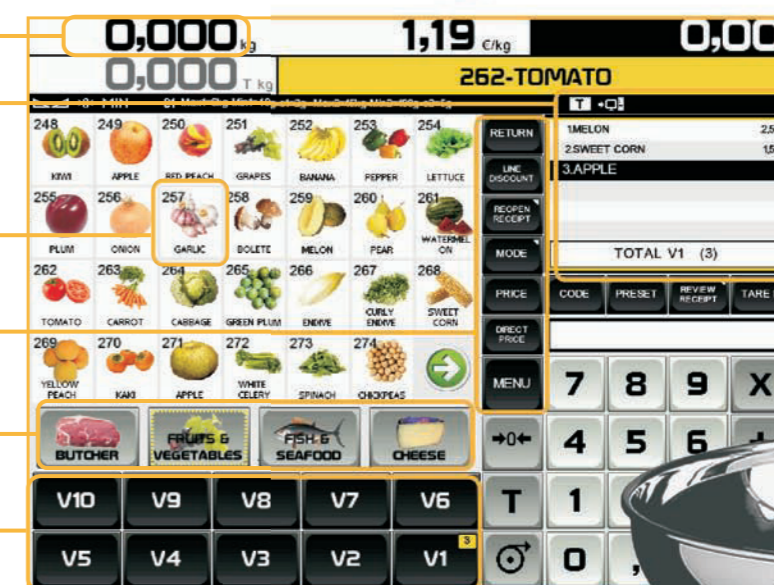 0,000 kg 1,19 €/kg
0,000 T kg 262-TOMATO
T
248 249 250 251 252 253 254
KIWI APPLE RED PEACH GRAPES BANANA PEPPER LETTUCE
255 256 257 258 259 260 261
PLUM ONION GARLIC BOLETE MELON PEAR WATERMEL
ON
262 263 264 265 266 267 268
TOMATO CARROT CABBAGE GREEN PLUM ENDIVE CURLY ENDIVE SWEET CORN
269 270 271 272 273 274
YELLOW PEACH KAKI APPLE WHITE CELERY SPINACH CHICKPEAS
BUTCHER FRUITS & VEGETABLES FISH & SEAFOOD CHEESE
V10 V9 V8 V7 V6
V5 V4 V3 V2 V1 3
RETURN
LINE DISCOUNT
REOPEN RECEIPT
MODE
PRICE
DIRECT PRICE
MENU
→0←
T
1.MELON
2.SWEET CORN
3.APPLE
TOTAL V1 (3)
CODE PRESET REVIEW RECEIPT TARE
7 8 9 X
4 5 6
1
0 ,